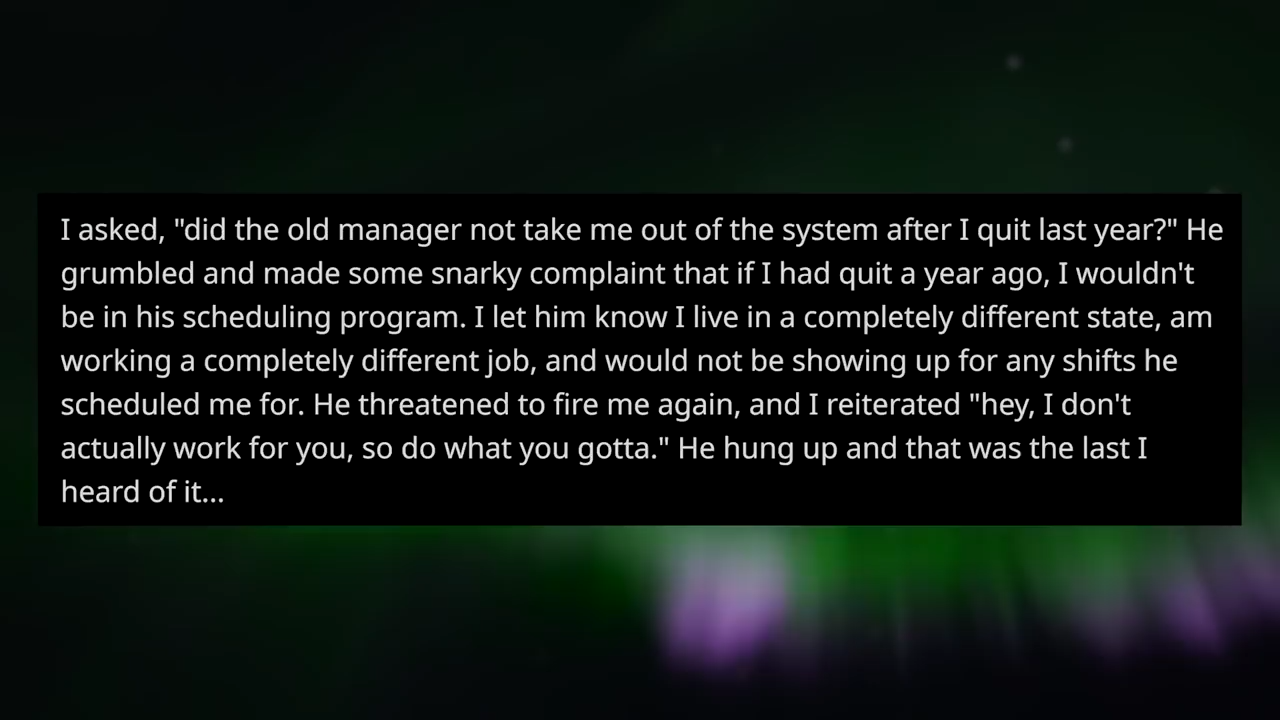 I asked, "did the old manager not take me out of the system after I quit last year?" He
grumbled and made some snarky complaint that if I had quit a year ago, I wouldn't
be in his scheduling program. I let him know I live in a completely different state, am
working a completely different job, and would not be showing up for any shifts he
scheduled me for. He threatened to fire me again, and I reiterated "hey, I don't
actually work for you, so do what you gotta." He hung up and that was the last I
heard of it...